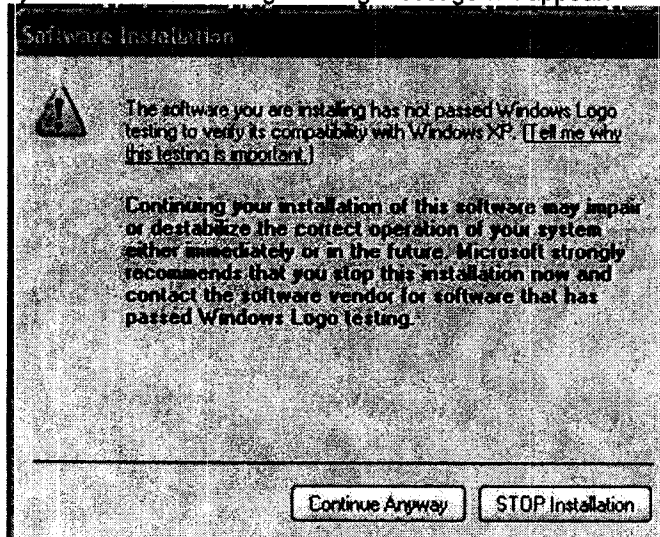 Software Installation
The software you are installing has not passed Windows Logo
testing to verify its compatibility with Windows XP. (Tell me why
this testing is important.)
Continuing your installation of this software may impair
or destabilize the correct operation of your system
either immediately or in the future. Microsoft strongly
recommends that you stop this installation now and
contact the software vendor for software that has
passed Windows Logo testing.
Continue Anyway STOP Installation